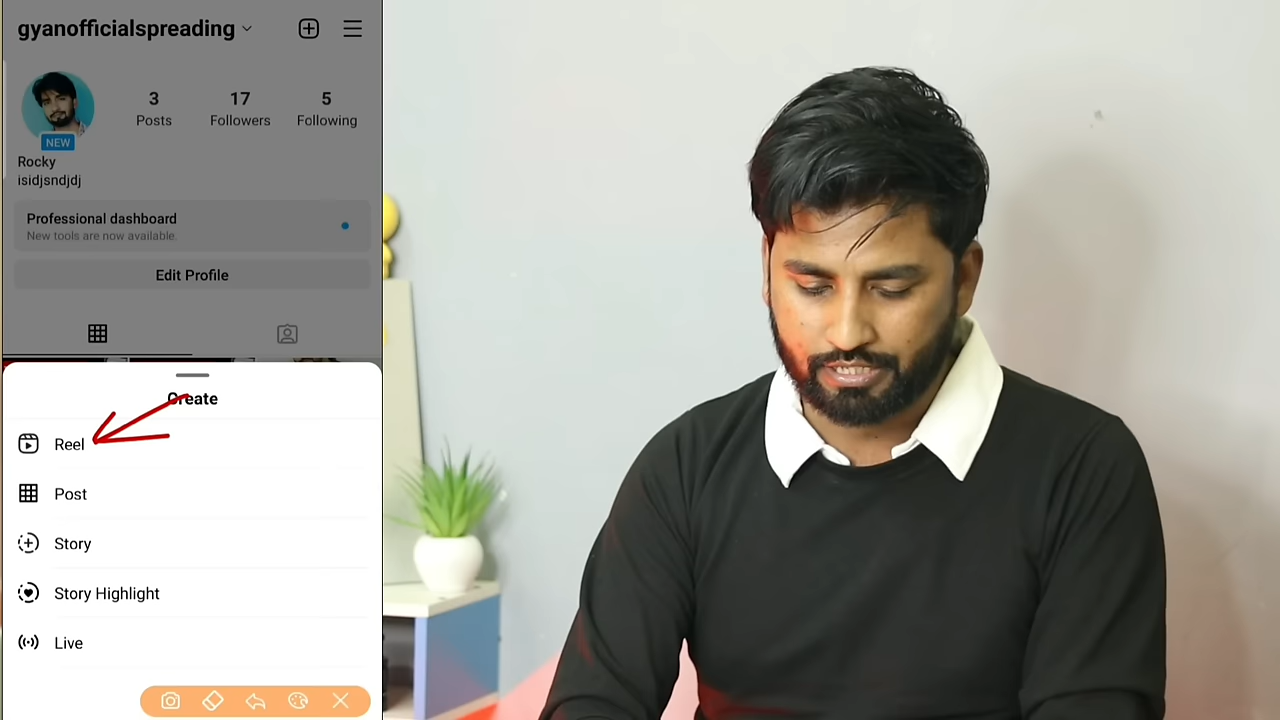 gyanofficialspreading
3
17
5
Posts
Followers
Following
NEW
Rocky
isidjsndjdj
Professional dashboard
New tools are now available.
Edit Profile
Create
Reel
Post
Story
Story Highlight
Live